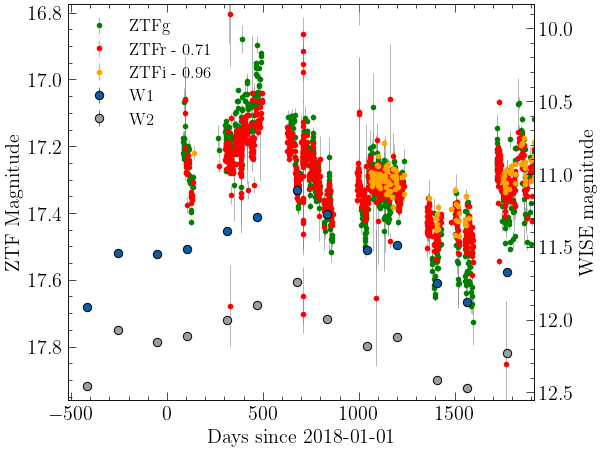 ZTFg
ZTFr - 0.71
ZTFi - 0.96
W1
W2
ZTF Magnitude
16.8
17.0
17.2
17.4
17.6
17.8
WISE magnitude
10.0
10.5
11.0
11.5
12.0
12.5
−500
0
500
1000
1500
Days since 2018-01-01